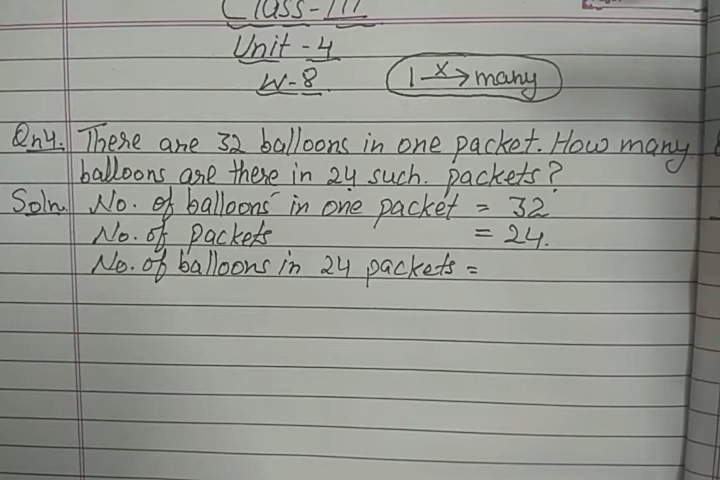 Class-III
Unit-4
W-8
1 x→ many
Qn4. There are 32 balloons in one packet. How many
balloons are there in 24 such. packets?
Soln. No. of balloons in one packet = 32
No. of packets = 24.
No. of balloons in 24 packets =